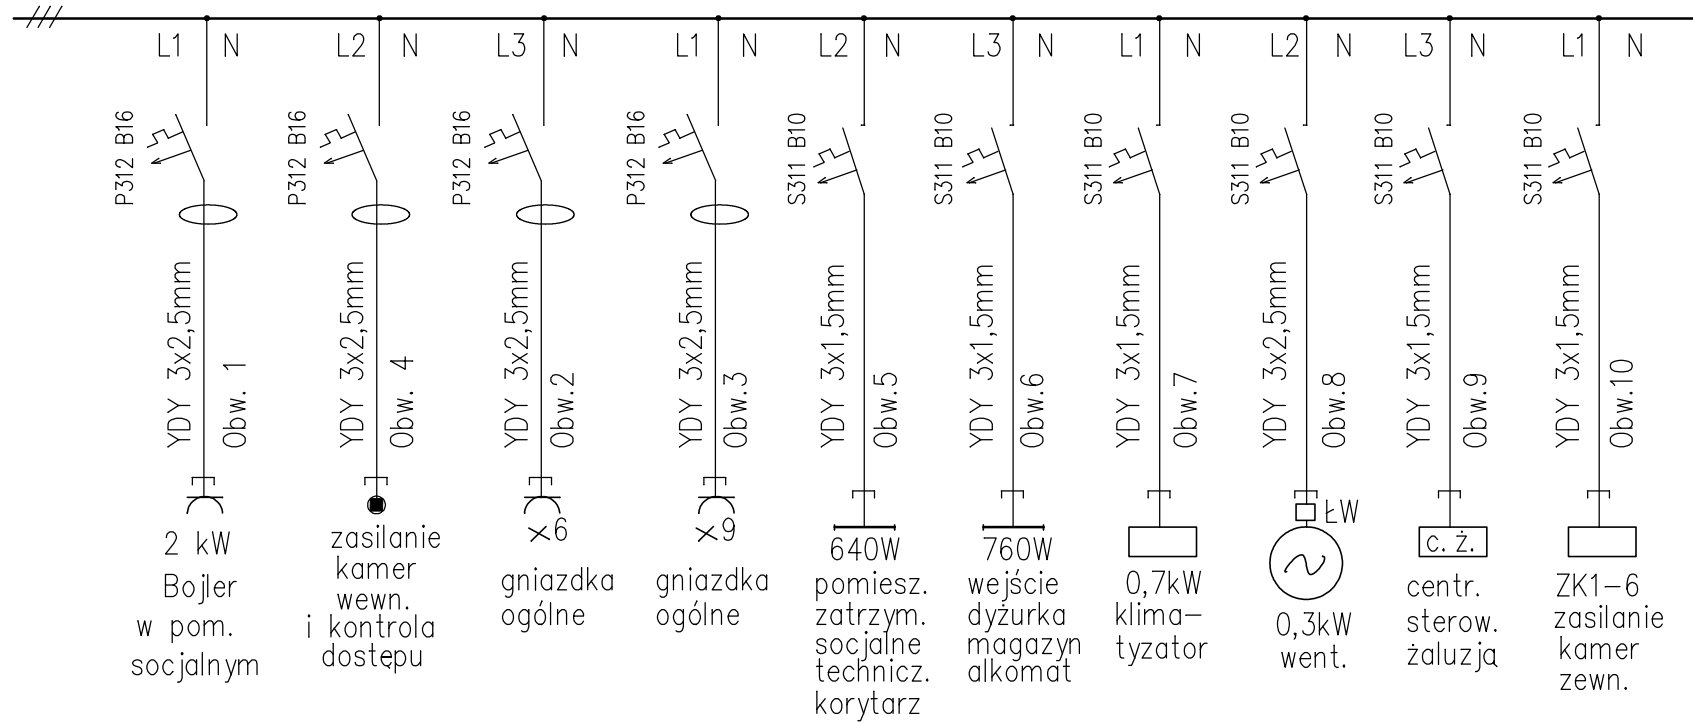 L1 N
P312 B16
YDY 3x2,5mm
Obw. 1
2 kW
Bojler
w pom.
socjalnym
L2 N
P312 B16
YDY 3x2,5mm
Obw. 4
zasilanie
kamer
wewn.
i kontrola
dostępu
L3 N
P312 B16
YDY 3x2,5mm
Obw.2
x6
gniazdka
ogólne
L1 N
P312 B16
YDY 3x2,5mm
Obw.3
x9
gniazdka
ogólne
L2 N
S311 B10
YDY 3x1,5mm
Obw.5
640W
pomiesz.
zatrzym.
socjalne
technicz.
korytarz
L3 N
S311 B10
YDY 3x1,5mm
Obw.6
760W
wejście
dyżurka
magazyn
alkomat
L1 N
S311 B10
YDY 3x1,5mm
Obw.7
0,7kW
klima-
tyzator
L2 N
S311 B10
YDY 3x2,5mm
Obw.8
ŁW
0,3kW
went.
L3 N
S311 B10
YDY 3x1,5mm
Obw.9
c. ż.
centr.
sterow.
żaluzją
L1 N
S311 B10
YDY 3x1,5mm
Obw.10
ZK1-6
zasilanie
kamer
zewn.